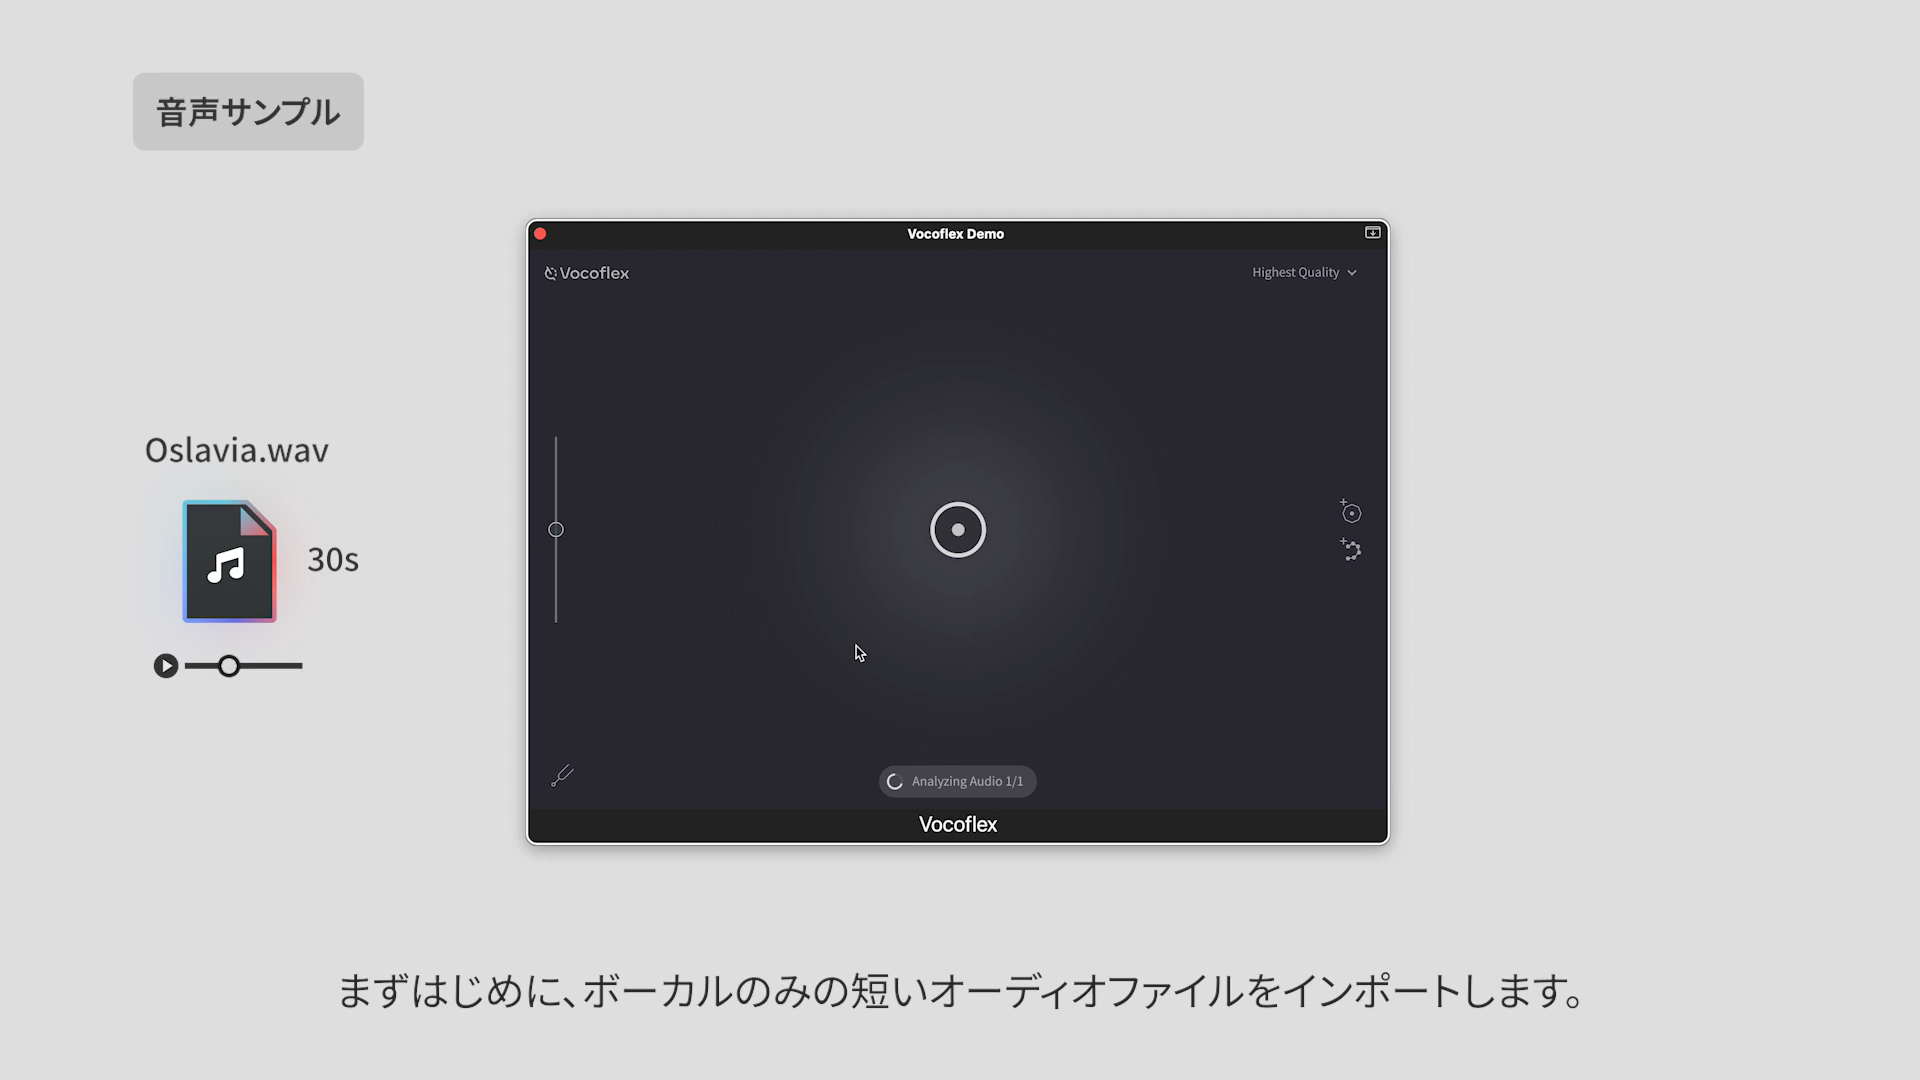 音声サンプル
Vocoflex Demo
Vocoflex
Highest Quality
Oslavia.wav
30s
Analyzing Audio 1/1
Vocoflex
まずはじめに、ボーカルのみの短いオーディオファイルをインポートします。